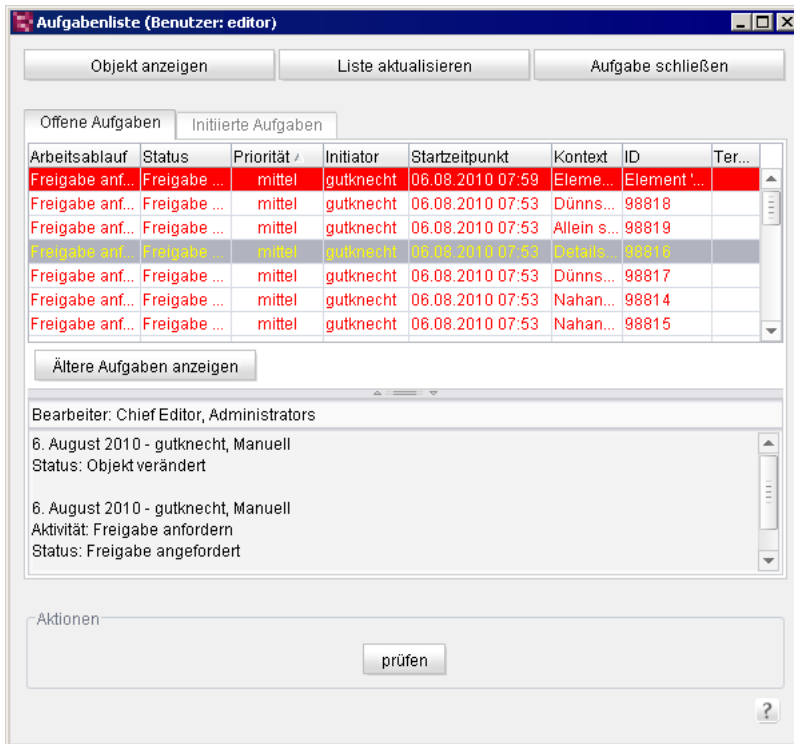 Aufgabenliste (Benutzer: editor)
Objekt anzeigen Liste aktualisieren Aufgabe schließen
Offene Aufgaben Initiierte Aufgaben
Arbeitsablauf Status Priorität Initiator Startzeitpunkt Kontext ID Ter...
Freigabe anf... Freigabe ... mittel gutknecht 06.08.2010 07:59 Eleme... Element '...
Freigabe anf... Freigabe ... mittel gutknecht 06.08.2010 07:53 Dünns... 98818
Freigabe anf... Freigabe ... mittel gutknecht 06.08.2010 07:53 Allein s... 98819
Freigabe anf... Freigabe ... mittel gutknecht 06.08.2010 07:53 Details... 98816
Freigabe anf... Freigabe ... mittel gutknecht 06.08.2010 07:53 Dünns... 98817
Freigabe anf... Freigabe ... mittel gutknecht 06.08.2010 07:53 Nahan... 98814
Freigabe anf... Freigabe ... mittel gutknecht 06.08.2010 07:53 Nahan... 98815
Ältere Aufgaben anzeigen
Bearbeiter: Chief Editor, Administrators
6. August 2010 - gutknecht, Manuell
Status: Objekt verändert
6. August 2010 - gutknecht, Manuell
Aktivität: Freigabe anfordern
Status: Freigabe angefordert
Aktionen
prüfen
?